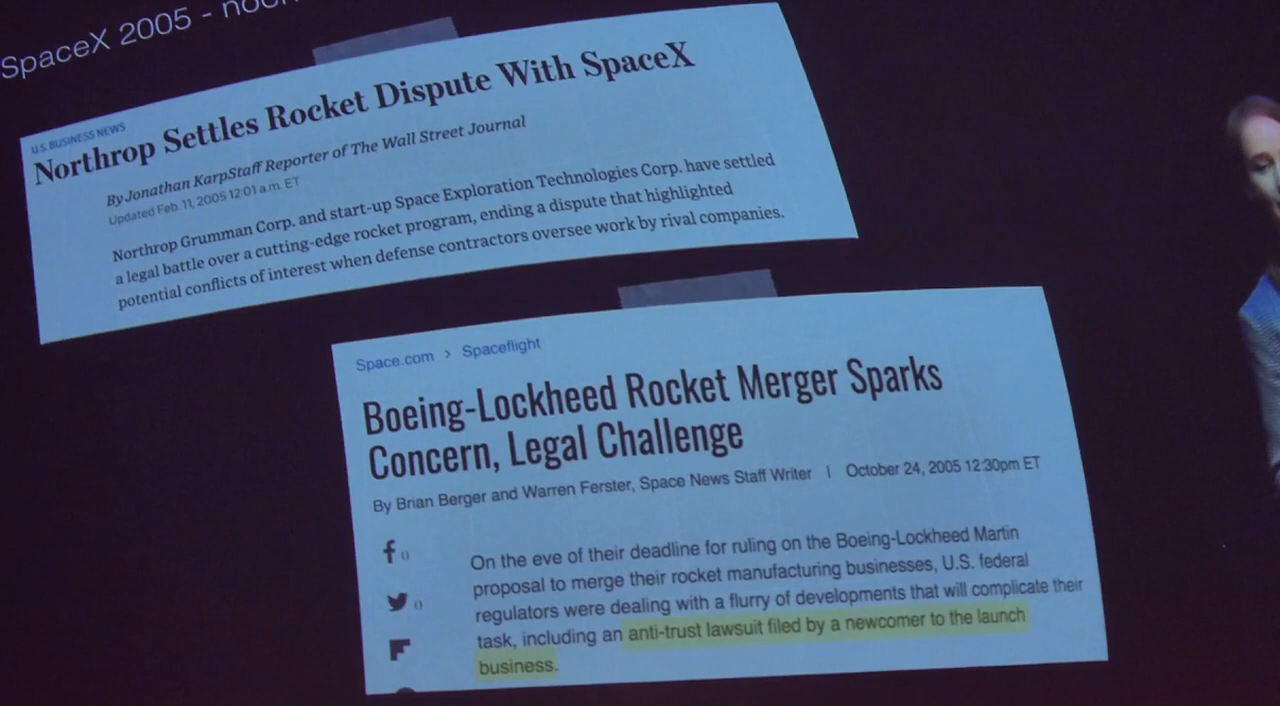 SpaceX 2005 -
U.S. BUSINESS NEWS
Northrop Settles Rocket Dispute With SpaceX
By Jonathan KarpStaff Reporter of The Wall Street Journal
Updated Feb. 11, 2005 12:01 a.m. ET
Northrop Grumman Corp. and start-up Space Exploration Technologies Corp. have settled
a legal battle over a cutting-edge rocket program, ending a dispute that highlighted
potential conflicts of interest when defense contractors oversee work by rival companies.
Space.com > Spaceflight
Boeing-Lockheed Rocket Merger Sparks
Concern, Legal Challenge
By Brian Berger and Warren Ferster, Space News Staff Writer | October 24, 2005 12:30pm ET
0
On the eve of their deadline for ruling on the Boeing-Lockheed Martin
proposal to merge their rocket manufacturing businesses, U.S. federal
0
regulators were dealing with a flurry of developments that will complicate their
task, including an anti-trust lawsuit filed by a newcomer to the launch
business.